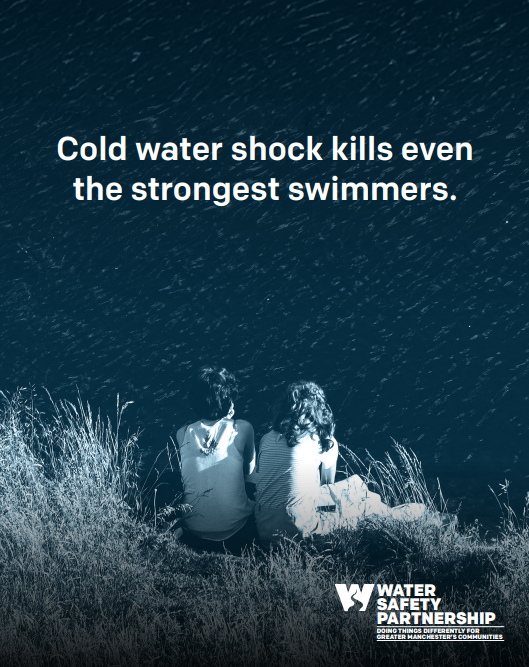 Cold water shock kills even
the strongest swimmers.
WATER
SAFETY
PARTNERSHIP
DOING THINGS DIFFERENTLY FOR
GREATER MANCHESTER'S COMMUNITIES